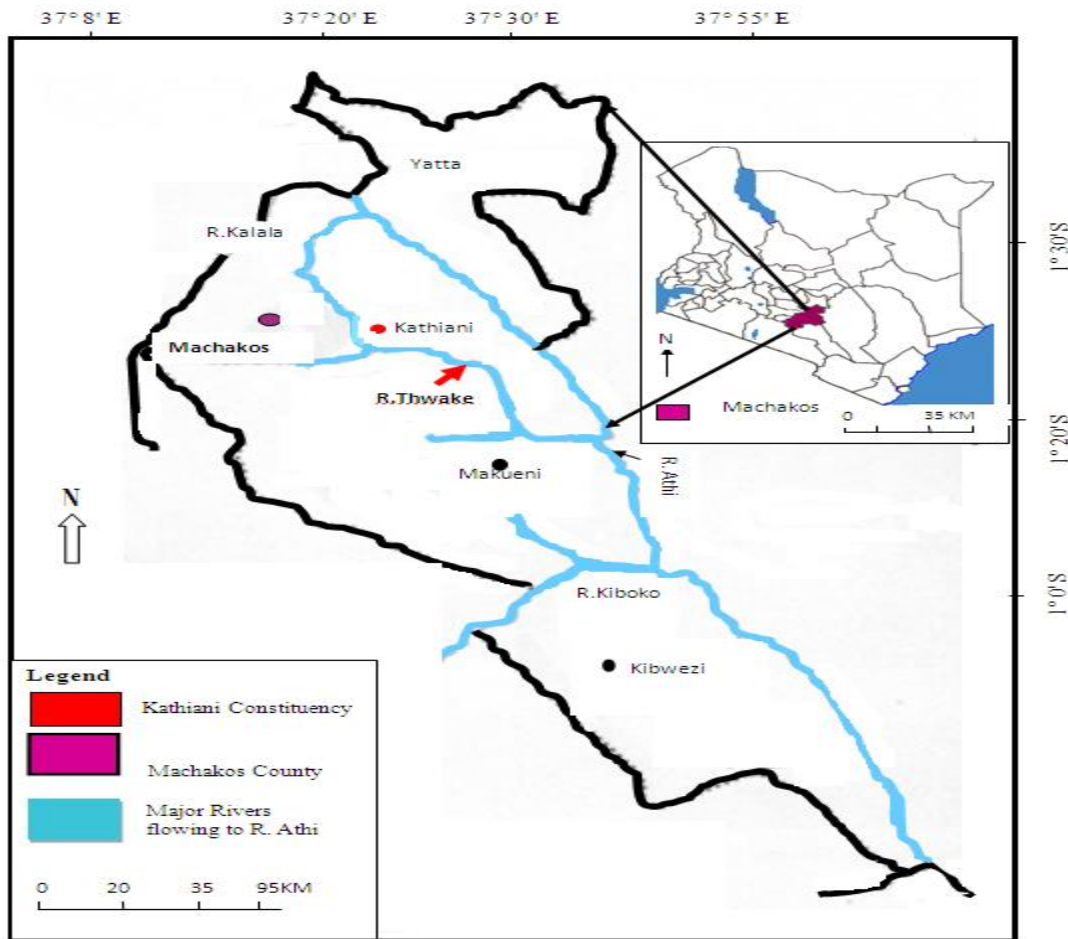 37°8' E
37°20' E
37°30' E
37°55' E
Yatta
R.Kalala
1°30'S
Kathiani
Machakos
N
R.Thwake
Machakos
0 35 KM
1°20'S
R.Athi
Makueni
N
R.Kiboko
1°0'S
Kibwezi
Legend
Kathiani Constituency
Machakos County
Major Rivers
flowing to R. Athi
0 20 35 95KM